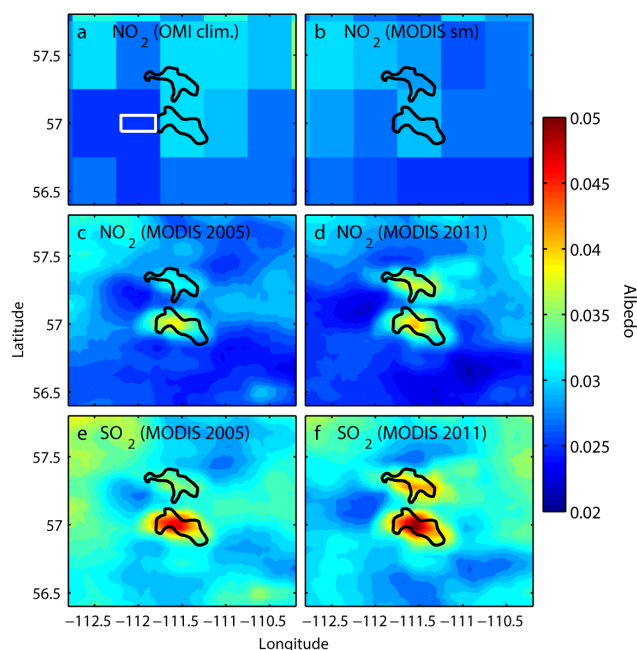 a NO2 (OMI clim.)
b NO2 (MODIS sm)
57.5
57
56.5
c NO2 (MODIS 2005)
d NO2 (MODIS 2011)
57.5
57
56.5
e SO2 (MODIS 2005)
f SO2 (MODIS 2011)
57.5
57
56.5
Latitude
−112.5 −112 −111.5 −111 −110.5
−112.5 −112 −111.5 −111 −110.5
Longitude
0.05
0.045
0.04
0.035
0.03
0.025
0.02
Albedo